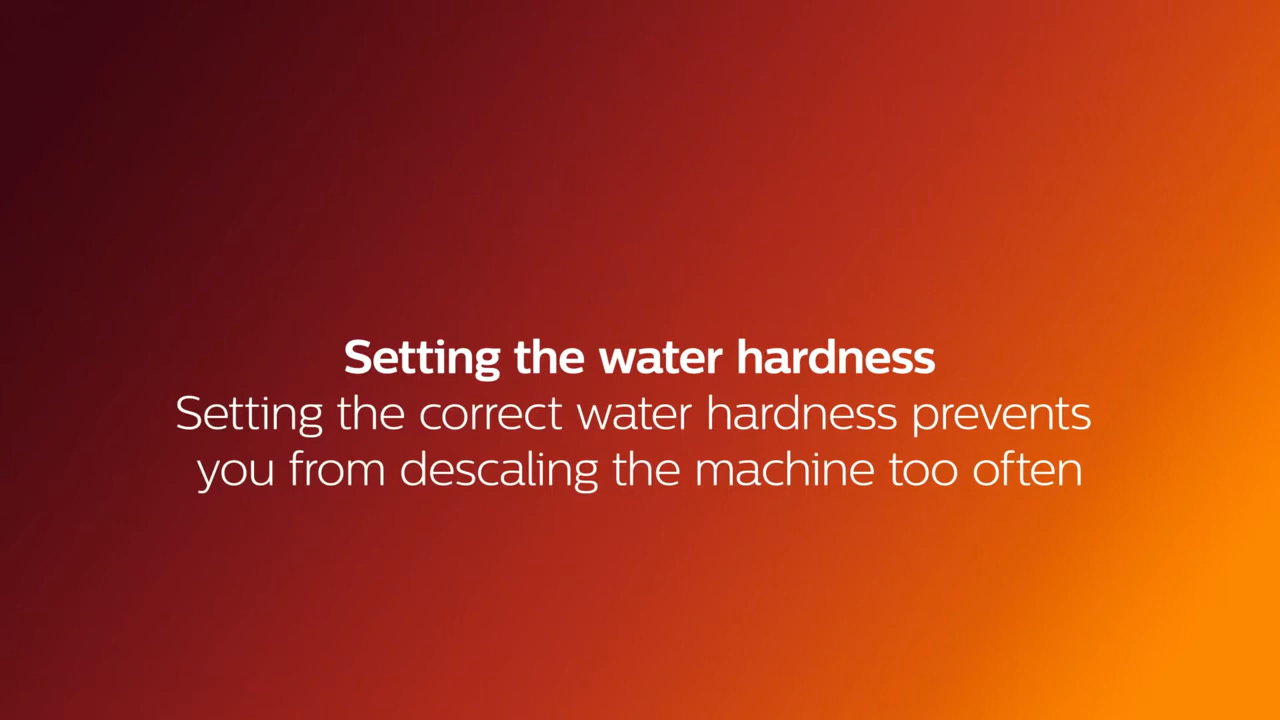 Setting the water hardness
Setting the correct water hardness prevents
you from descaling the machine too often